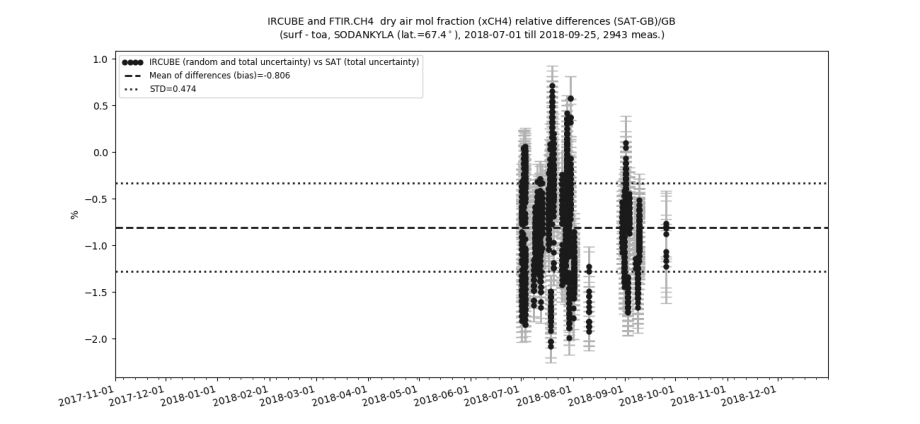 IRCUBE and FTIR.CH4 dry air mol fraction (xCH4) relative differences (SAT-GB)/GB
(surf - toa, SODANKYLA (lat.=67.4°), 2018-07-01 till 2018-09-25, 2943 meas.)
IRCUBE (random and total uncertainty) vs SAT (total uncertainty)
Mean of differences (bias)=-0.806
STD=0.474
1.0
0.5
0.0
−0.5
−1.0
−1.5
−2.0
%
2017-11-01 2017-12-01 2018-01-01 2018-02-01 2018-03-01 2018-04-01 2018-05-01 2018-06-01 2018-07-01 2018-08-01 2018-09-01 2018-10-01 2018-11-01 2018-12-01